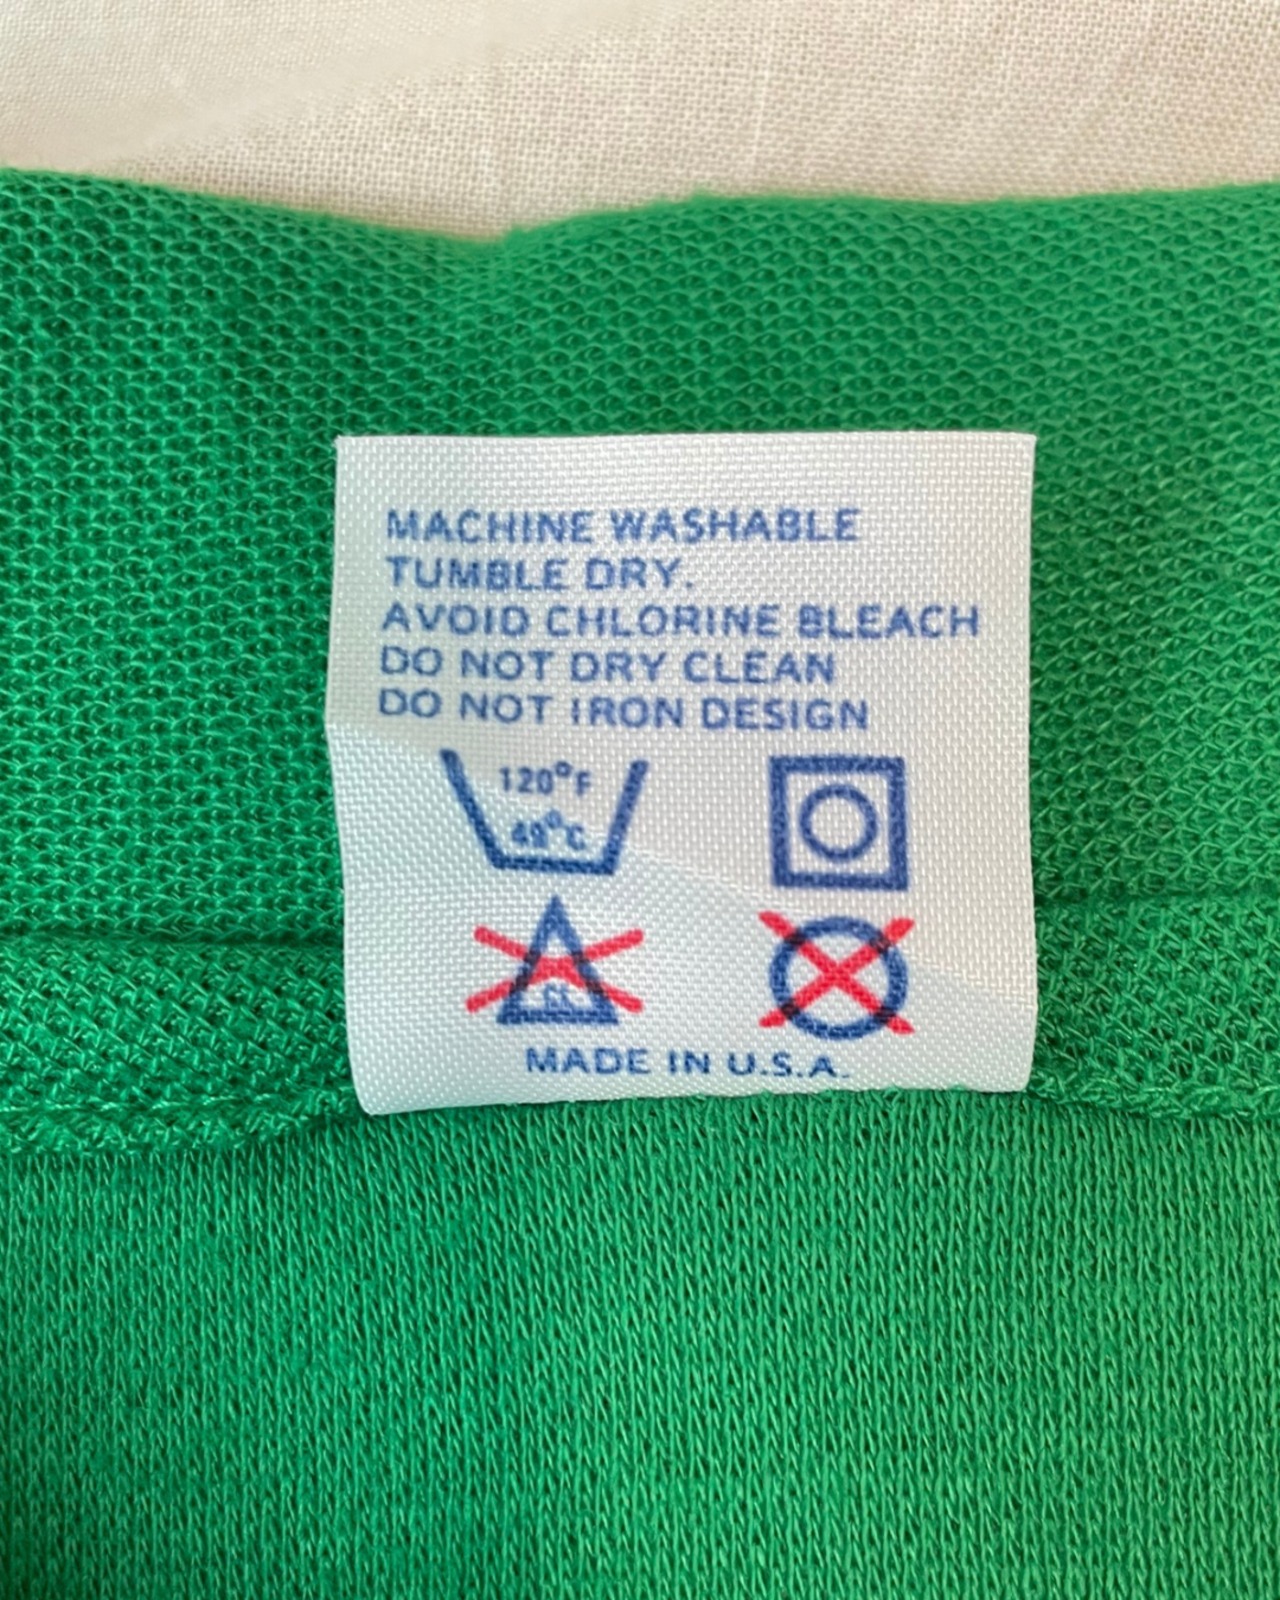 MACHINE WASHABLE
TUMBLE DRY.
AVOID CHLORINE BLEACH
DO NOT DRY CLEAN
DO NOT IRON DESIGN
120°F
49°C
CL
MADE IN U.S.A.